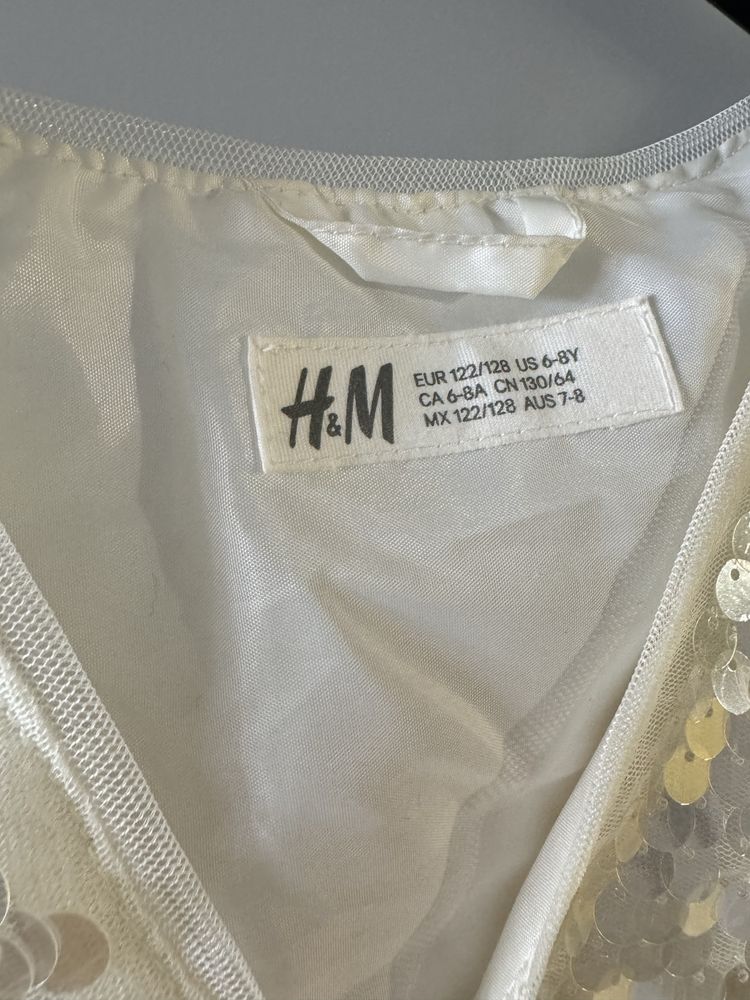 H&M
EUR 122/128 US 6-8Y
CA 6-8A CN 130/64
MX 122/128 AUS 7-8